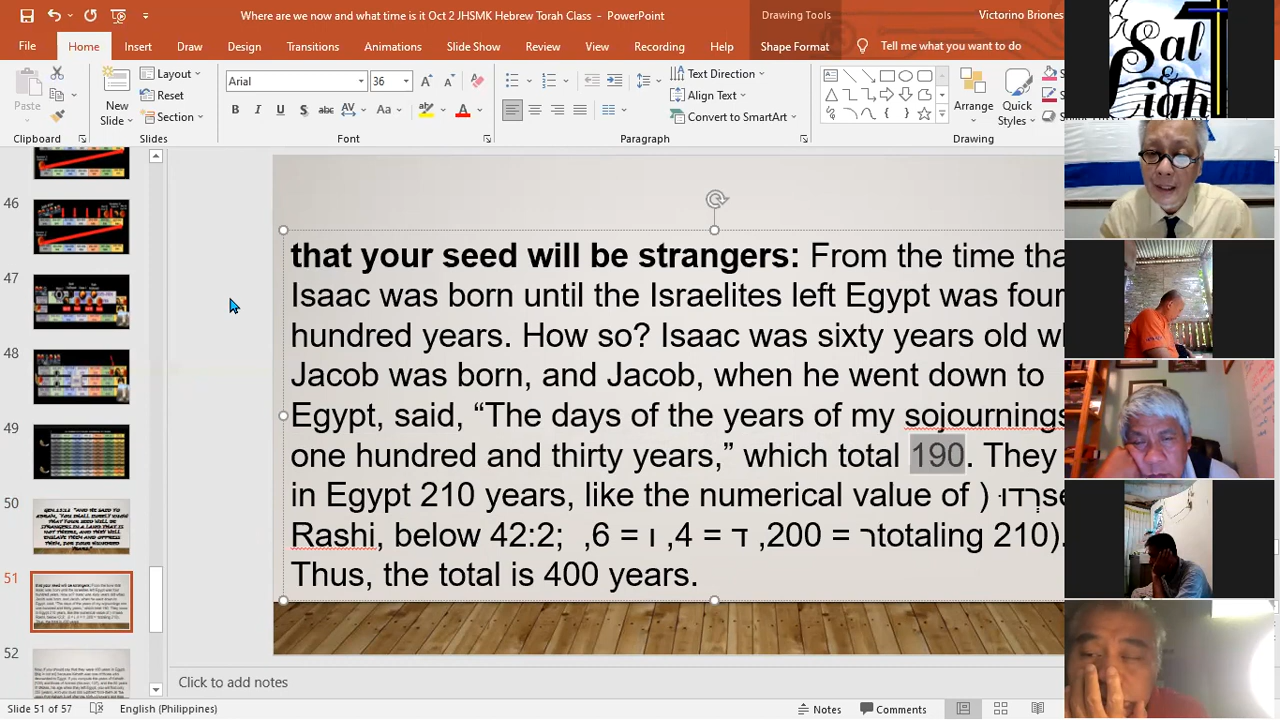 Where are we now and what time is it Oct 2 JHSMK Hebrew Torah Class - PowerPoint
Drawing Tools
Victorino Briones
File Home Insert Draw Design Transitions Animations Slide Show Review View Recording Help Shape Format Tell me what you want to do
Paste
New Slide
Layout
Reset
Section
Arial 36
Text Direction
Align Text
Convert to SmartArt
Arrange
Quick Styles
Clipboard Slides Font Paragraph Drawing
Sal
&
Ligh
46
47
48
49
50
51
52
that your seed will be strangers: From the time tha
Isaac was born until the Israelites left Egypt was four
hundred years. How so? Isaac was sixty years old w
Jacob was born, and Jacob, when he went down to
Egypt, said, “The days of the years of my sojournings
one hundred and thirty years,” which total 190. They
in Egypt 210 years, like the numerical value of ) רְדוּse
Rashi, below 42:2; ,6 = ו ,4 = ד ,200 = רtotaling 210).
Thus, the total is 400 years.
Click to add notes
Slide 51 of 57 English (Philippines) Notes Comments